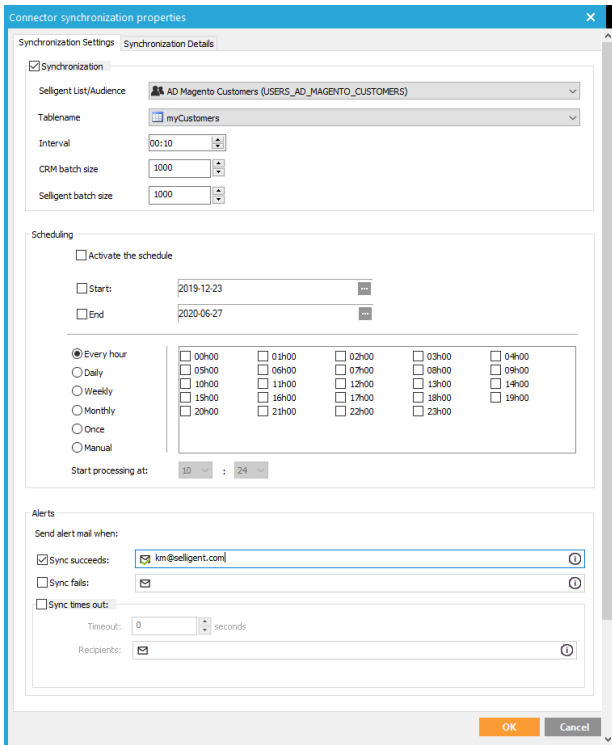 Connector synchronization properties
Synchronization Settings Synchronization Details
Synchronization
Selligent List/Audience AD Magento Customers (USERS_AD_MAGENTO_CUSTOMERS)
Tablename myCustomers
Interval 00:10
CRM batch size 1000
Selligent batch size 1000
Scheduling
Activate the schedule
Start: 2019-12-23 ...
End 2020-06-27 ...
Every hour 00h00 01h00 02h00 03h00 04h00
Daily 05h00 06h00 07h00 08h00 09h00
Weekly 10h00 11h00 12h00 13h00 14h00
Monthly 15h00 16h00 17h00 18h00 19h00
Once 20h00 21h00 22h00 23h00
Manual
Start processing at: 10 : 24
Alerts
Send alert mail when:
Sync succeeds: km@selligent.com
Sync fails:
Sync times out:
Timeout: 0 seconds
Recipients:
OK Cancel